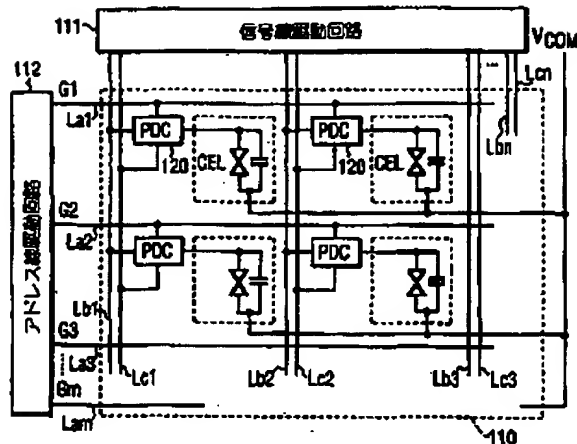 111
信号線駆動回路
VCOM
112
G1
La1
PDC
120
CEL
PDC
120
CEL
...
Lcn
Lbn
G2
La2
PDC
PDC
アドレス線駆動回路
Lb1
G3
La3
Lc1
Lb2
Lc2
Lb3
Lc3
Gm
Lam
110